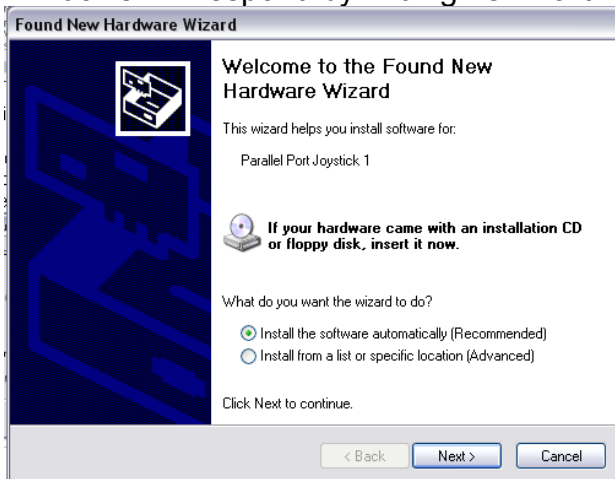 Found New Hardware Wizard
Welcome to the Found New
Hardware Wizard
This wizard helps you install software for:
Parallel Port Joystick 1
If your hardware came with an installation CD
or floppy disk, insert it now.
What do you want the wizard to do?
Install the software automatically (Recommended)
Install from a list or specific location (Advanced)
Click Next to continue.
< Back Next > Cancel